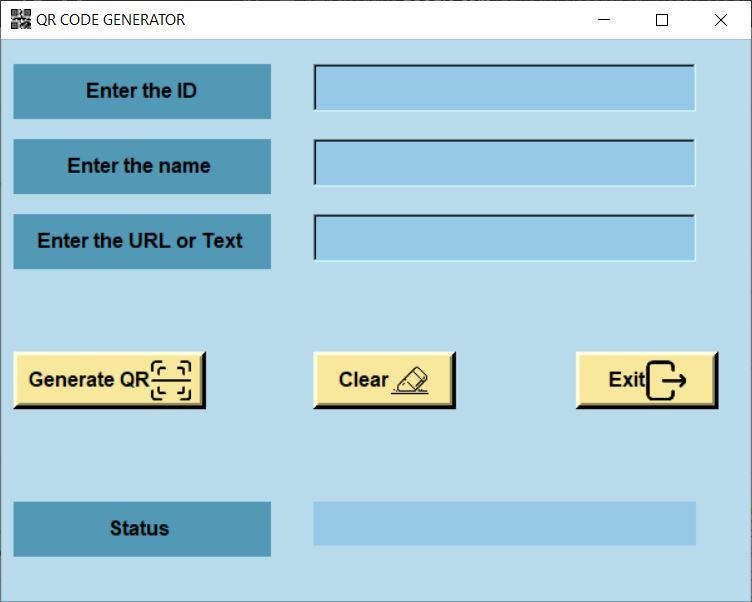 QR CODE GENERATOR
Enter the ID
Enter the name
Enter the URL or Text
Generate QR
Clear
Exit
Status